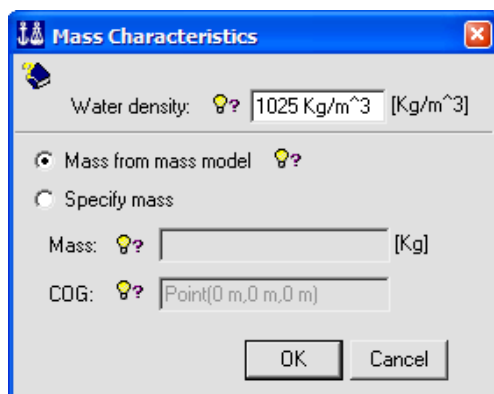 Mass Characteristics
Water density: ? 1025 Kg/m^3 [Kg/m^3]
Mass from mass model ?
Specify mass
Mass: ? [Kg]
COG: ? Point(0 m,0 m,0 m)
OK Cancel